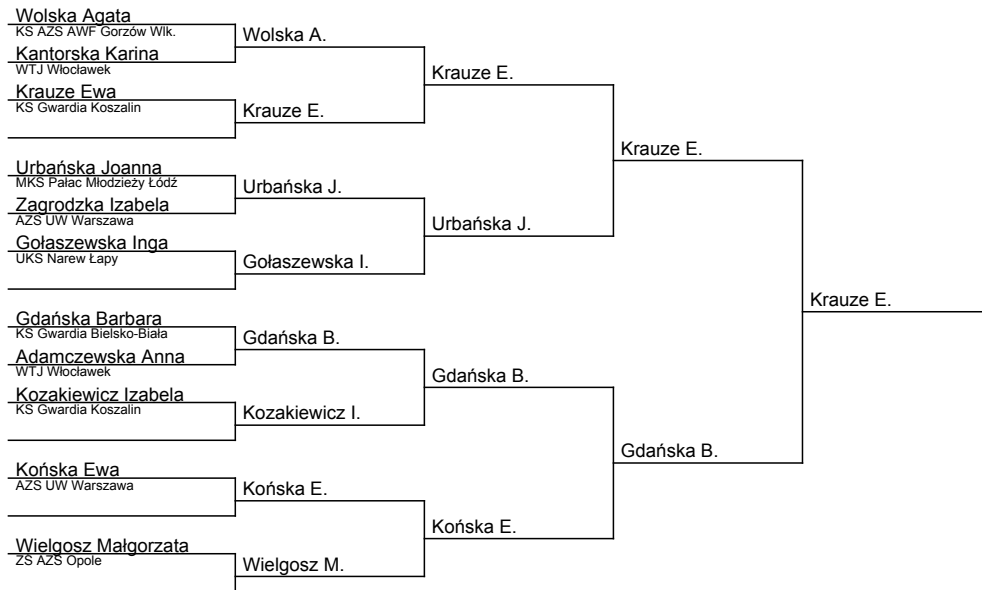 Wolska Agata
KS AZS AWF Gorzów Wlk.
Wolska A.
Kantorska Karina
WTJ Włocławek
Krauze E.
Krauze Ewa
KS Gwardia Koszalin
Krauze E.
Krauze E.
Urbańska Joanna
MKS Pałac Młodzieży Łódź
Urbańska J.
Zagrodzka Izabela
AZS UW Warszawa
Urbańska J.
Gołaszewska Inga
UKS Narew Łapy
Gołaszewska I.
Krauze E.
Gdańska Barbara
KS Gwardia Bielsko-Biała
Gdańska B.
Adamczewska Anna
WTJ Włocławek
Gdańska B.
Kozakiewicz Izabela
KS Gwardia Koszalin
Kozakiewicz I.
Gdańska B.
Końska Ewa
AZS UW Warszawa
Końska E.
Końska E.
Wielgosz Małgorzata
ZS AZS Opole
Wielgosz M.